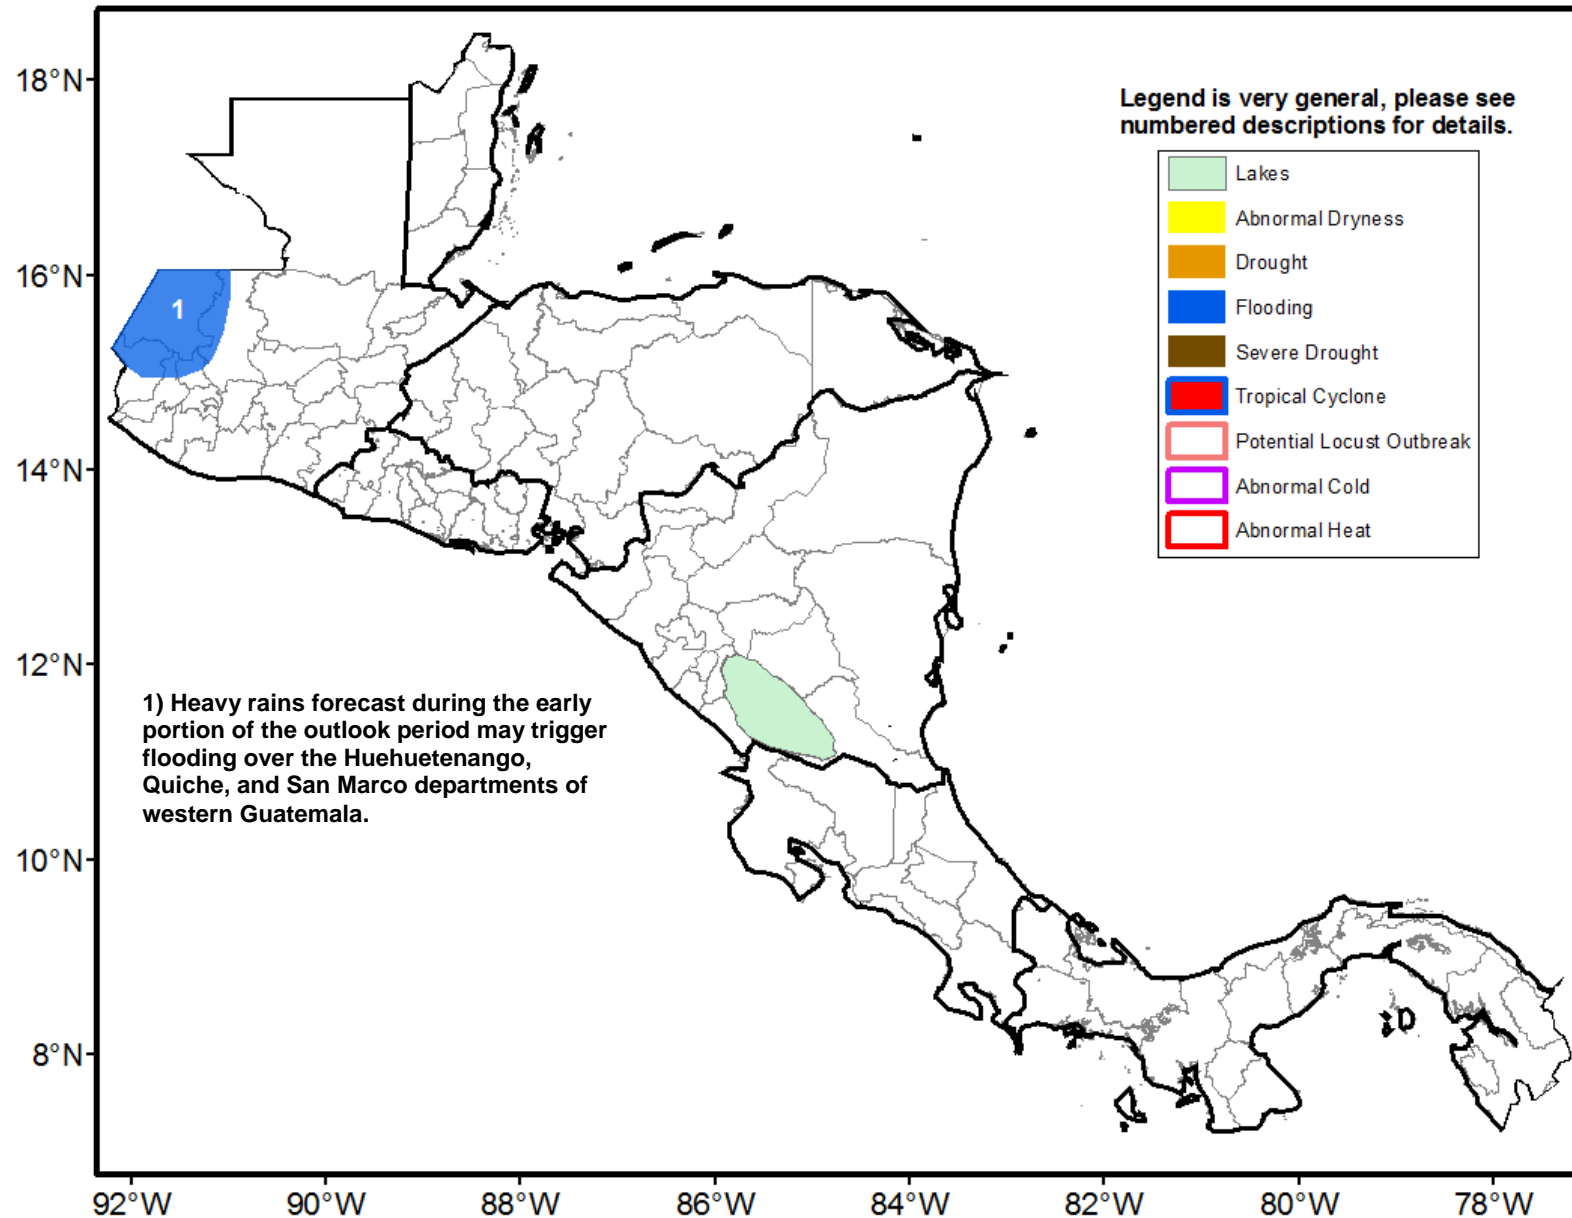 18°N
16°N
14°N
12°N
10°N
8°N
Legend is very general, please see
numbered descriptions for details.
Lakes
Abnormal Dryness
Drought
Flooding
Severe Drought
Tropical Cyclone
Potential Locust Outbreak
Abnormal Cold
Abnormal Heat
1
1) Heavy rains forecast during the early
portion of the outlook period may trigger
flooding over the Huehuetenango,
Quiche, and San Marco departments of
western Guatemala.
92°W
90°W
88°W
86°W
84°W
82°W
80°W
78°W